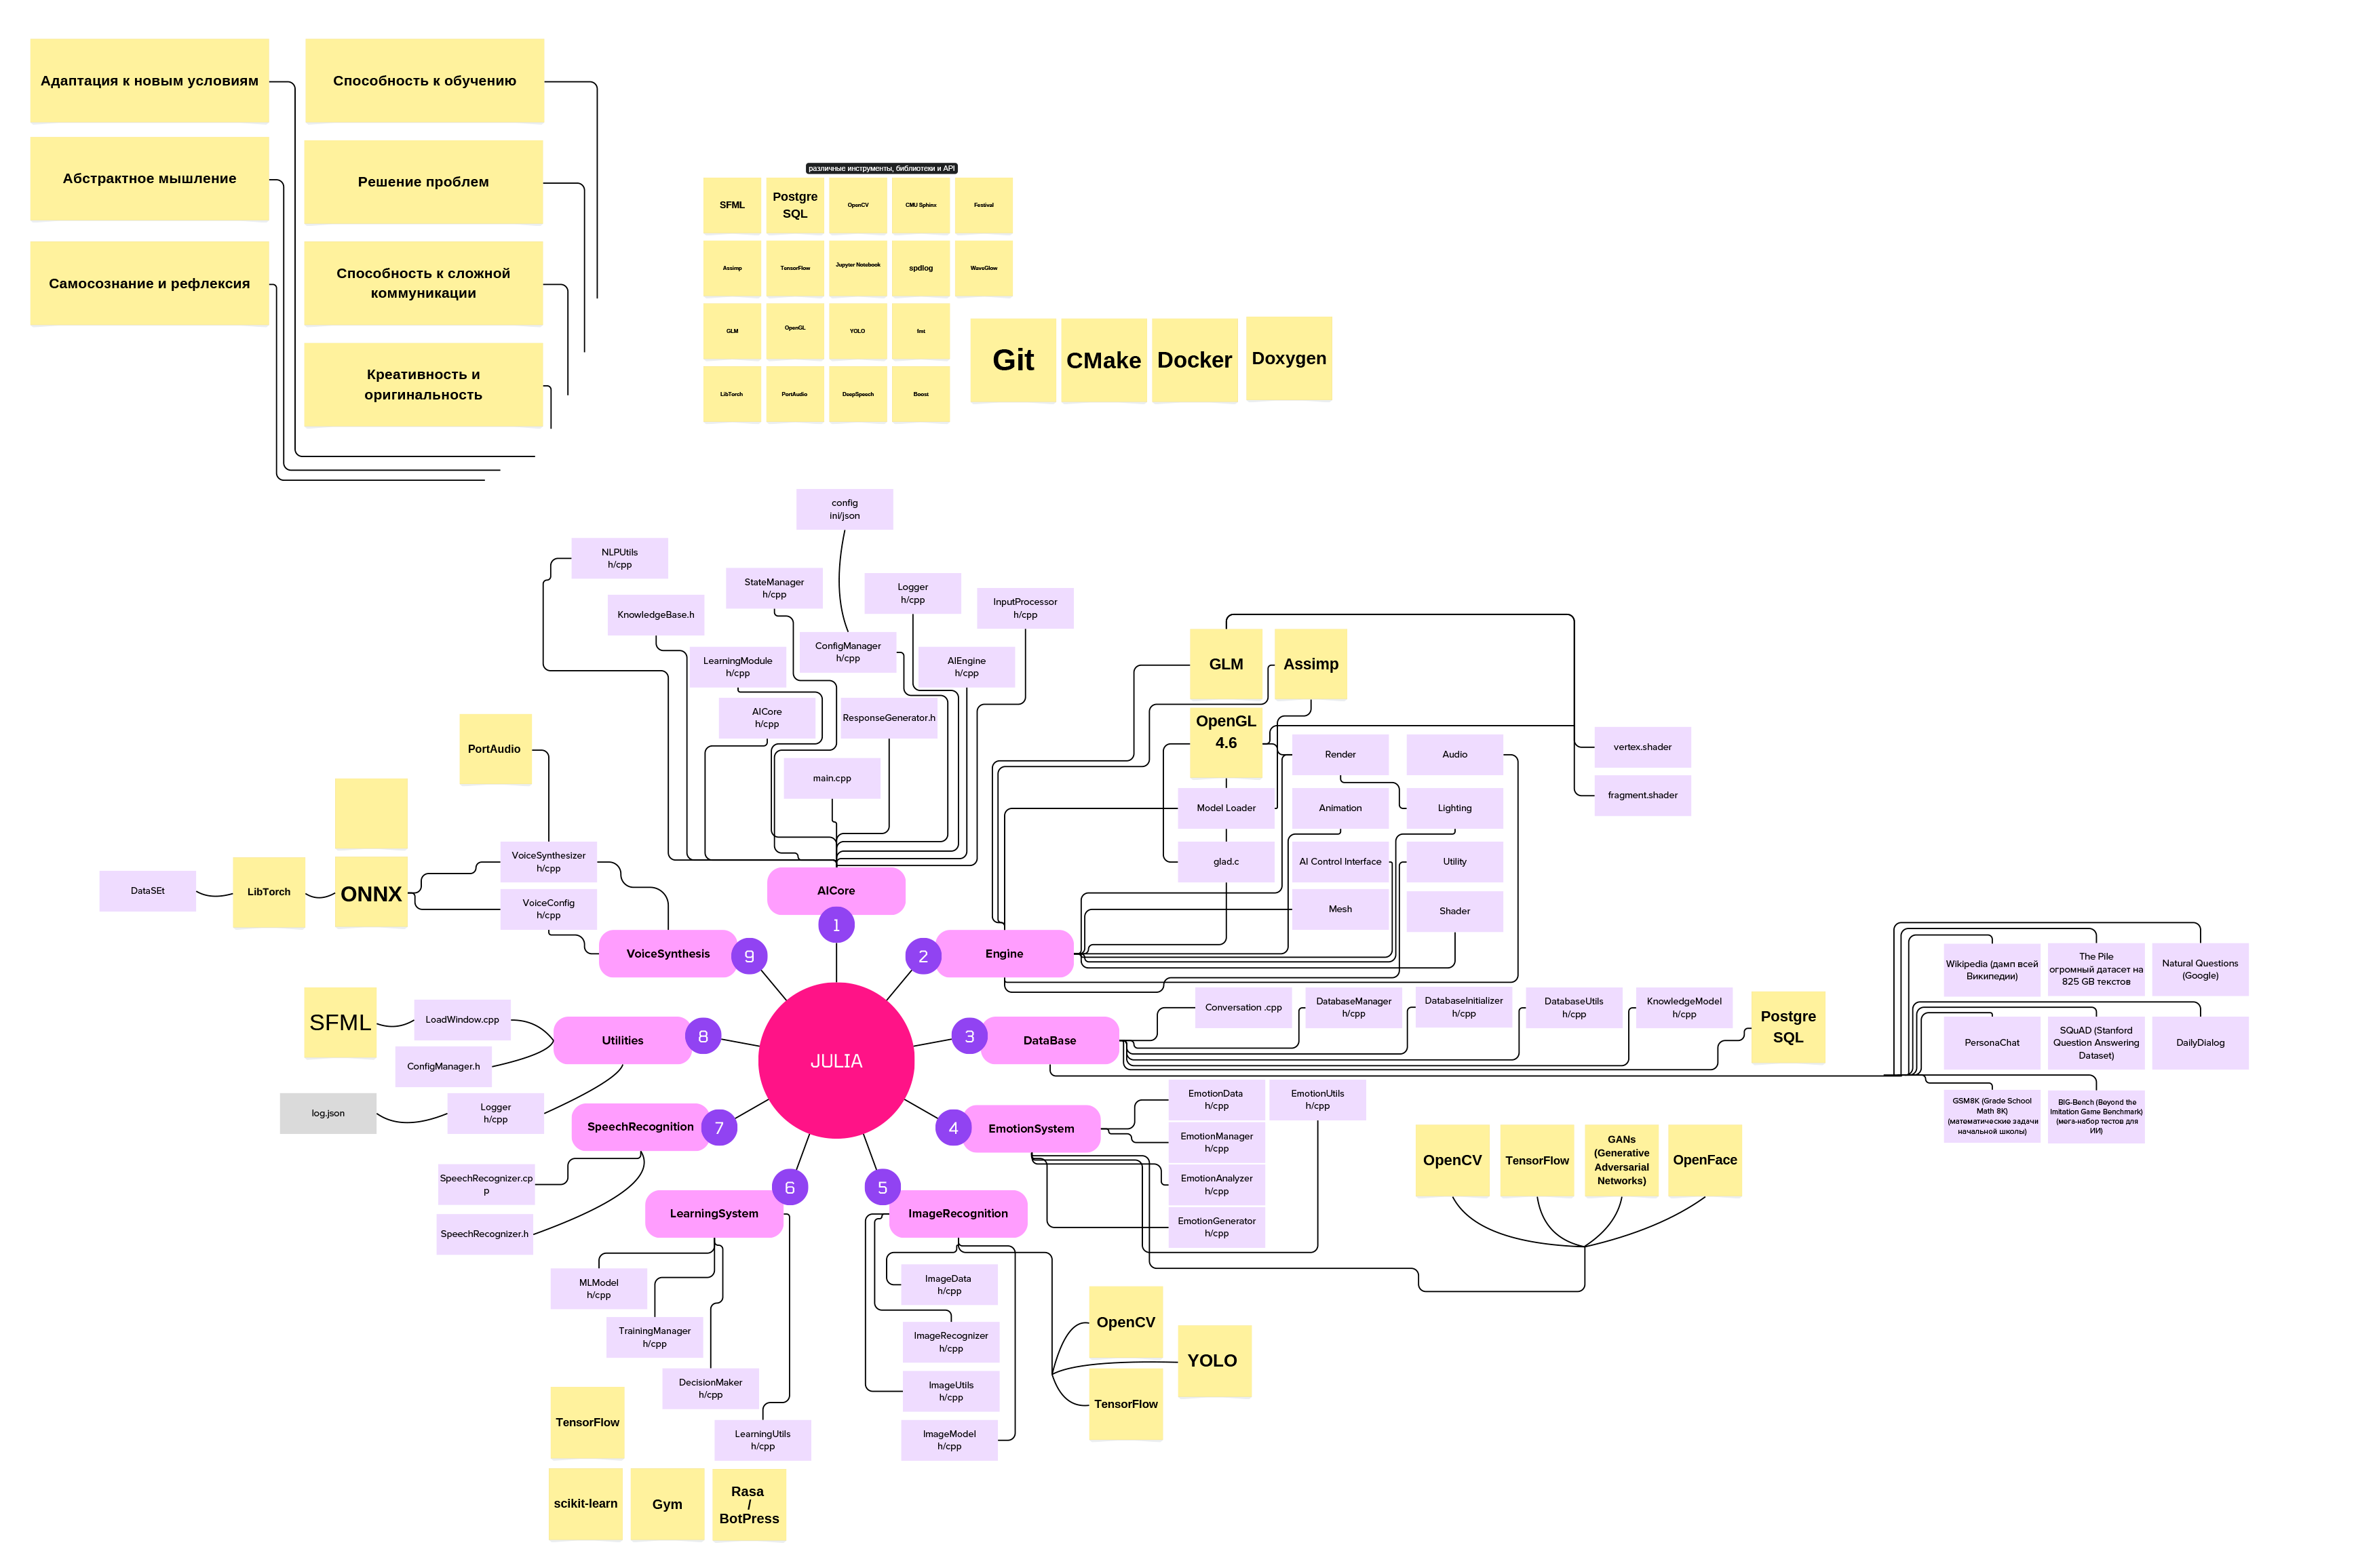 Адаптация к новым условиям
Способность к обучению
Абстрактное мышление
Решение проблем
Самосознание и рефлексия
Способность к сложной
коммуникации
Креативность и
оригинальность
различные инструменты, библиотеки и API
SFML
Postgre
SQL
OpenCV
CMU Sphinx
Festival
Assimp
TensorFlow
Jupyter Notebook
spdlog
WaveGlow
GLM
OpenGL
YOLO
fmt
LibTorch
PortAudio
DeepSpeech
Boost
Git
CMake
Docker
Doxygen
config
ini/json
NLPUtils
h/cpp
StateManager
h/cpp
Logger
h/cpp
InputProcessor
h/cpp
KnowledgeBase.h
ConfigManager
h/cpp
LearningModule
h/cpp
AIEngine
h/cpp
AICore
h/cpp
ResponseGenerator.h
main.cpp
GLM
Assimp
OpenGL
4.6
Render
Audio
vertex.shader
Model Loader
Animation
Lighting
fragment.shader
glad.c
AI Control Interface
Utility
Mesh
Shader
PortAudio
VoiceSynthesizer
h/cpp
DataSEt
LibTorch
ONNX
VoiceConfig
h/cpp
AICore
1
VoiceSynthesis
9
2
Engine
Wikipedia (дамп всей
Википедии)
The Pile
огромный датасет на
825 GB текстов
Natural Questions
(Google)
SFML
LoadWindow.cpp
ConfigManager.h
Utilities
8
JULIA
3
DataBase
Conversation .cpp
DatabaseManager
h/cpp
DatabaseInitializer
h/cpp
DatabaseUtils
h/cpp
KnowledgeModel
h/cpp
Postgre
SQL
PersonaChat
SQuAD (Stanford
Question Answering
Dataset)
DailyDialog
log.json
Logger
h/cpp
SpeechRecognition
7
4
EmotionSystem
EmotionData
h/cpp
EmotionUtils
h/cpp
EmotionManager
h/cpp
EmotionAnalyzer
h/cpp
EmotionGenerator
h/cpp
GSM8K (Grade School
Math 8K)
(математические задачи
начальной школы)
BIG-Bench (Beyond the
Imitation Game Benchmark)
(мега-набор тестов для
ИИ)
OpenCV
TensorFlow
GANs
(Generative
Adversarial
Networks)
OpenFace
SpeechRecognizer.cp
p
SpeechRecognizer.h
6
LearningSystem
5
ImageRecognition
MLModel
h/cpp
TrainingManager
h/cpp
DecisionMaker
h/cpp
LearningUtils
h/cpp
ImageData
h/cpp
ImageRecognizer
h/cpp
ImageUtils
h/cpp
ImageModel
h/cpp
OpenCV
YOLO
TensorFlow
TensorFlow
scikit-learn
Gym
Rasa
/
BotPress